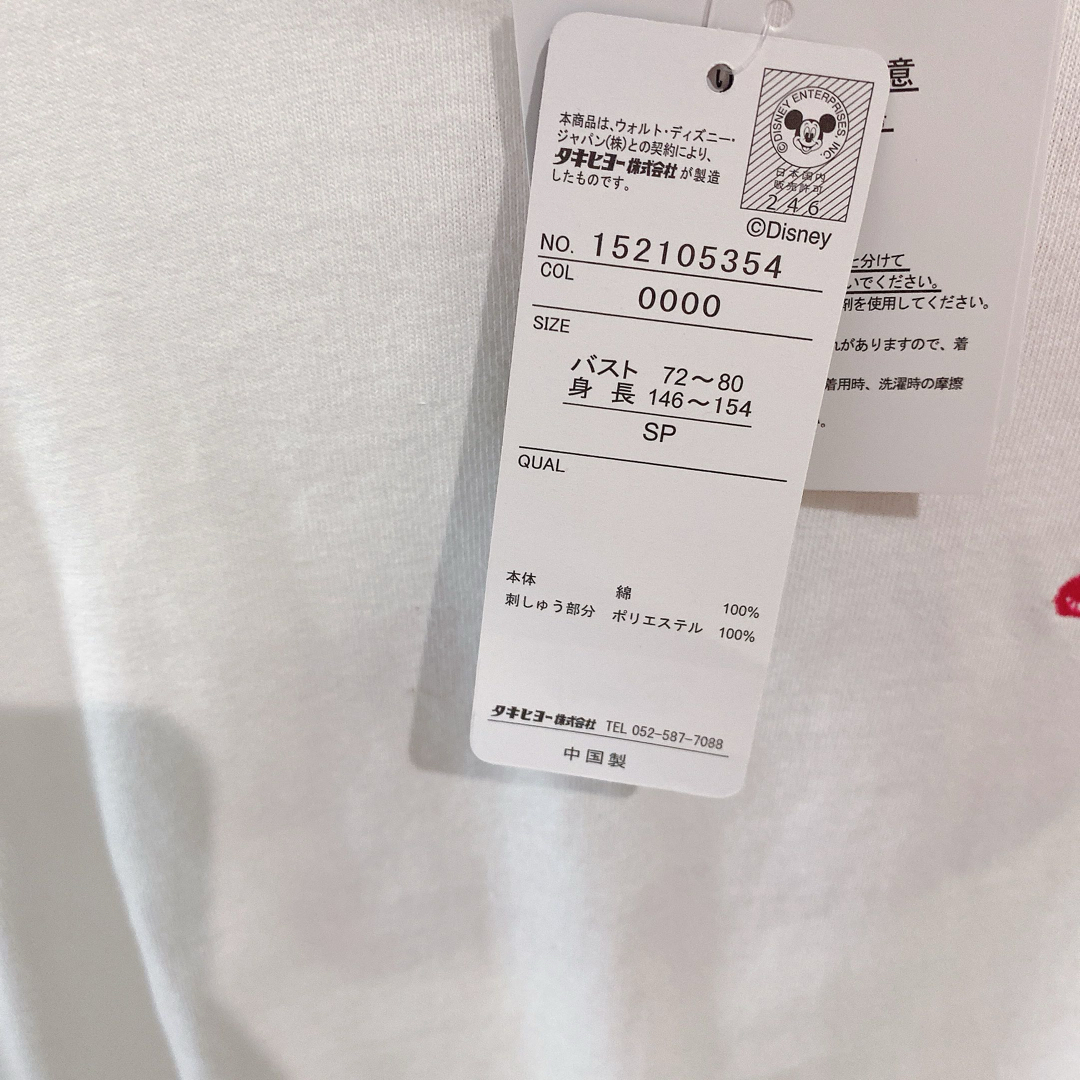 本商品は、ウォルト・ディズニー・
ジャパン(株)との契約により、
タキヒヨー株式会社が製造
したものです。
©DISNEY ENTERPRISES, INC.
日本国内
販売許可
246
©Disney
NO. 152105354
COL
0000
SIZE
バスト 72～80
身長 146～154
SP
QUAL
本体 綿 100%
刺しゅう部分 ポリエステル 100%
タキヒヨー株式会社 TEL 052-587-7088
中国製
意
と分けて
いでください。
剤を使用してください。
がありますので、着
着用時、洗濯時の摩擦